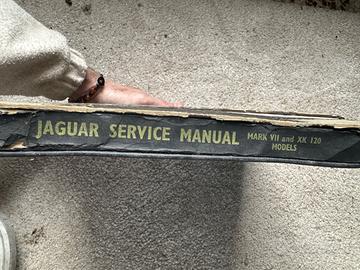 JAGUAR SERVICE MANUAL
MARK VII and XK 120
MODELS